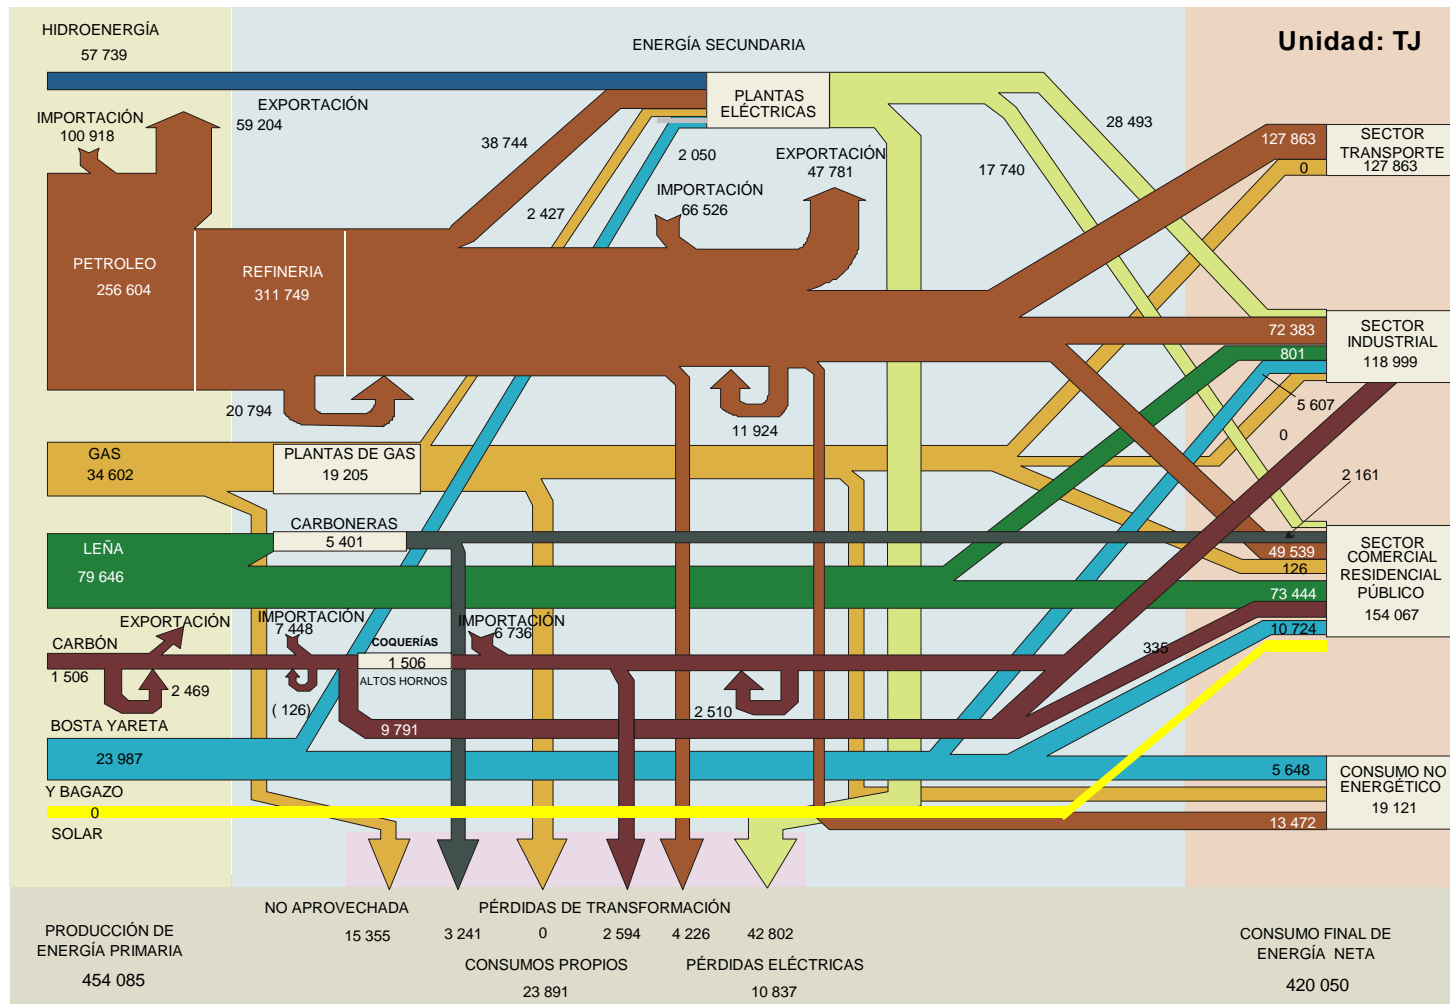 HIDROENERGÍA
57 739
ENERGÍA SECUNDARIA
Unidad: TJ
IMPORTACIÓN
100 918
EXPORTACIÓN
59 204
PLANTAS
ELÉCTRICAS
38 744
2 050
2 427
EXPORTACIÓN
47 781
IMPORTACIÓN
66 526
28 493
17 740
127 863
0
SECTOR
TRANSPORTE
127 863
PETROLEO
256 604
REFINERIA
311 749
20 794
11 924
72 383
801
5 607
0
SECTOR
INDUSTRIAL
118 999
GAS
34 602
PLANTAS DE GAS
19 205
2 161
CARBONERAS
5 401
LEÑA
79 646
49 539
126
73 444
10 724
335
SECTOR
COMERCIAL
RESIDENCIAL
PÚBLICO
154 067
EXPORTACIÓN
CARBÓN
1 506
2 469
IMPORTACIÓN
7 448
( 126)
COQUERÍAS
1 506
ALTOS HORNOS
IMPORTACIÓN
6 736
9 791
2 510
BOSTA YARETA
23 987
Y BAGAZO
0
SOLAR
5 648
13 472
CONSUMO NO
ENERGÉTICO
19 121
NO APROVECHADA
15 355
PÉRDIDAS DE TRANSFORMACIÓN
3 241 0 2 594 4 226 42 802
CONSUMOS PROPIOS
23 891
PÉRDIDAS ELÉCTRICAS
10 837
PRODUCCIÓN DE
ENERGÍA PRIMARIA
454 085
CONSUMO FINAL DE
ENERGÍA NETA
420 050